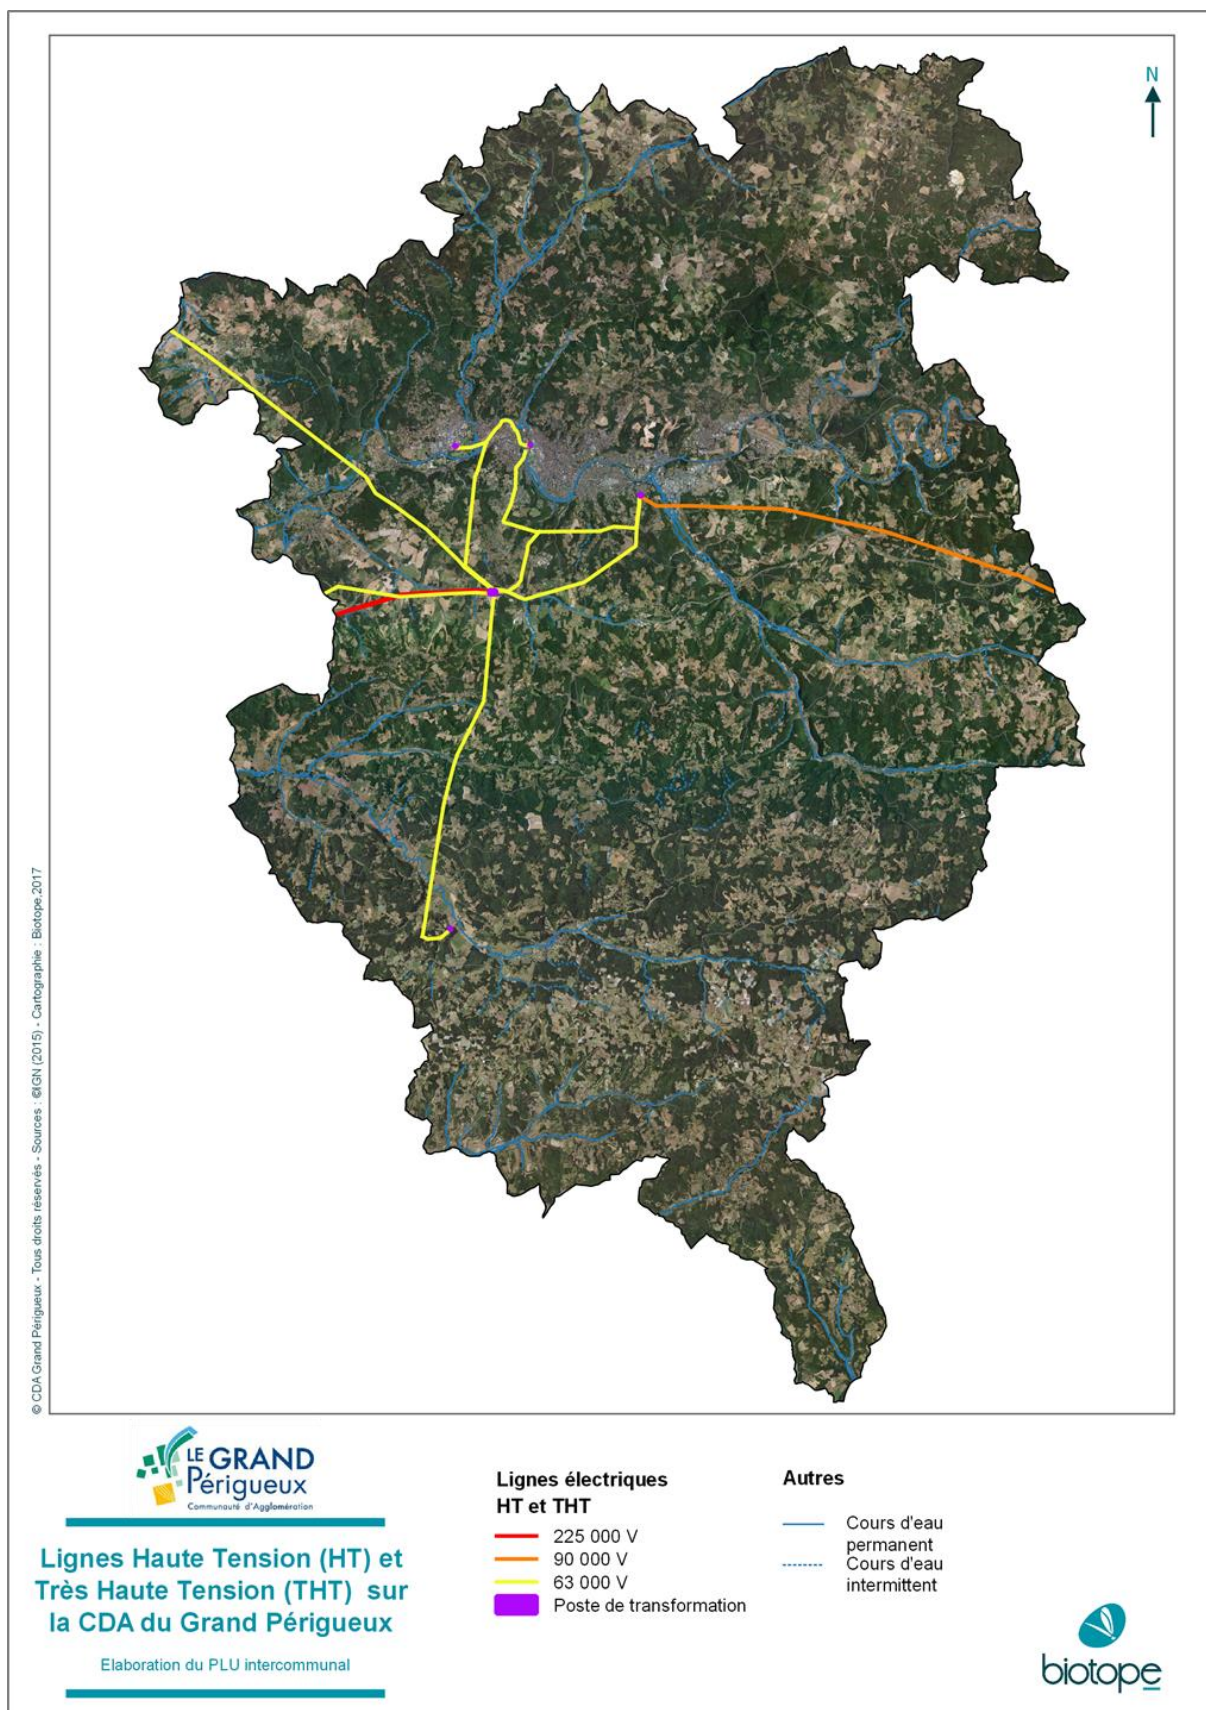 N
© CDA Grand Périgueux - Tous droits réservés - Sources : ©IGN (2015) - Cartographie : Biotope,2017
LE GRAND
Périgueux
Communauté d'Agglomération
Lignes Haute Tension (HT) et
Très Haute Tension (THT) sur
la CDA du Grand Périgueux
Elaboration du PLU intercommunal
Lignes électriques
HT et THT
225 000 V
90 000 V
63 000 V
Poste de transformation
Autres
Cours d'eau
permanent
Cours d'eau
intermittent
biotope